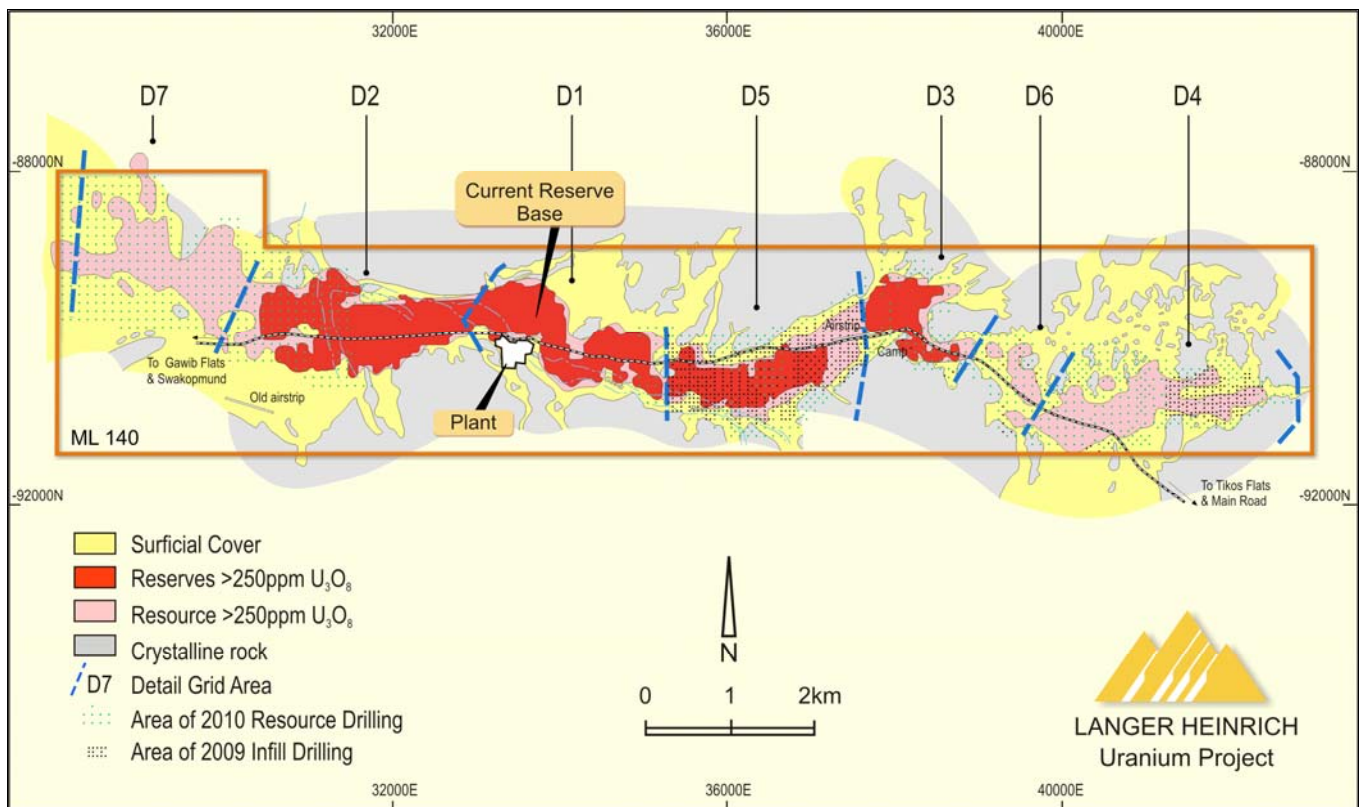 32000E
36000E
40000E
D7
D2
D1
D5
D3
D6
D4
-88000N
-88000N
Current Reserve
Base
Airstrip
Camp
To Gawib Flats
& Swakopmund
Old airstrip
Plant
ML 140
To Tikos Flats
& Main Road
-92000N
-92000N
Surficial Cover
Reserves >250ppm U₃O₈
Resource >250ppm U₃O₈
Crystalline rock
D7 Detail Grid Area
Area of 2010 Resource Drilling
Area of 2009 Infill Drilling
N
0 1 2km
LANGER HEINRICH
Uranium Project
32000E
36000E
40000E